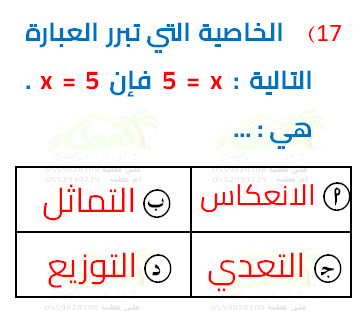 17) الخاصية التي تبرر العبارة
التالية : 5 = x فإن x = 5 .
هي : ...
أ الانعكاس
ب التماثل
ج التعدي
د التوزيع